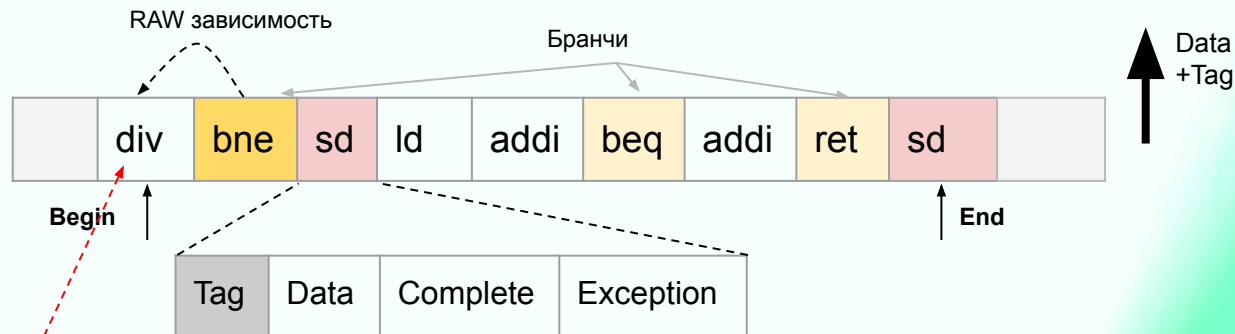 RAW зависимость
Бранчи
Data
+Tag
div bne sd ld addi beq addi ret sd
Begin
End
Tag Data Complete Exception